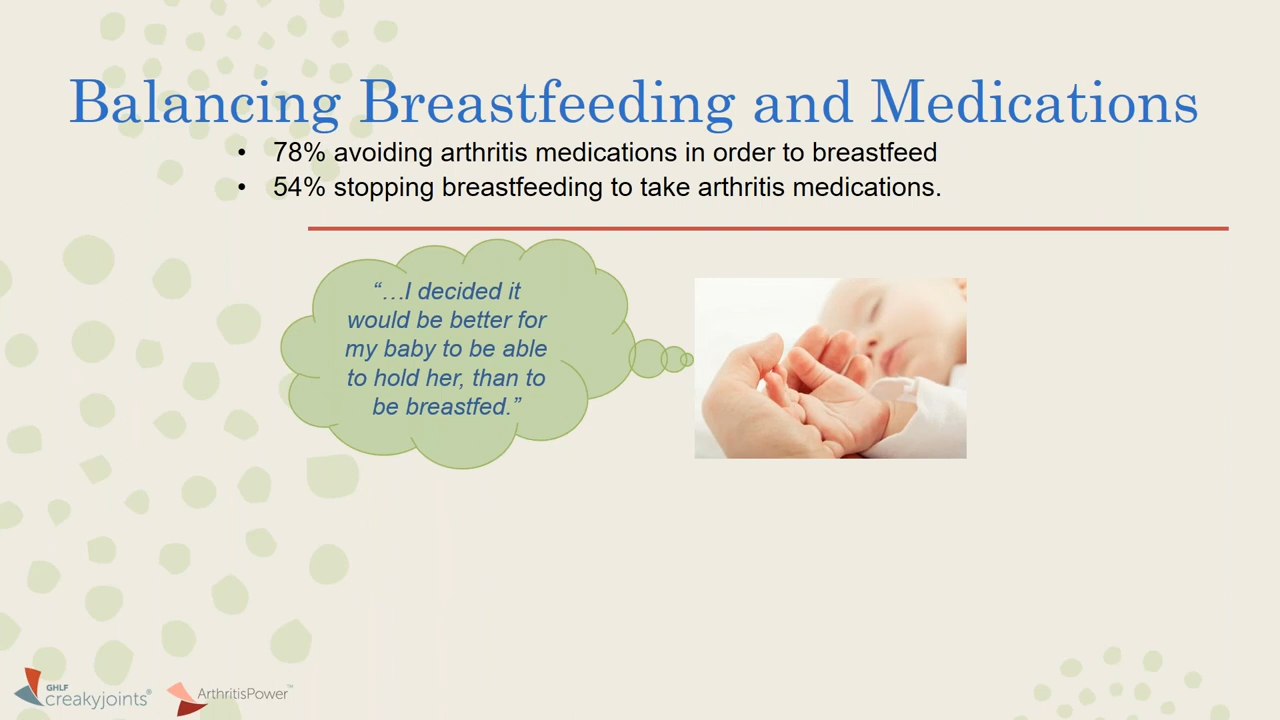 Balancing Breastfeeding and Medications
• 78% avoiding arthritis medications in order to breastfeed
• 54% stopping breastfeeding to take arthritis medications.
“…I decided it
would be better for
my baby to be able
to hold her, than to
be breastfed.”
GHLF
creakyjoints®
ArthritisPower™